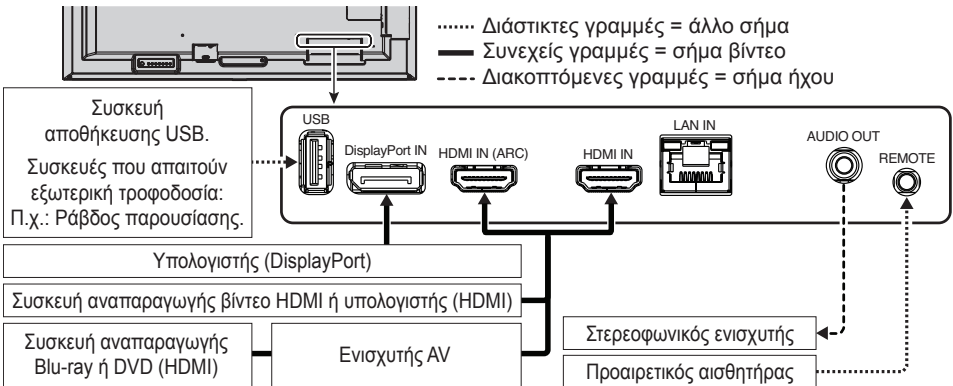 Διάστικτες γραμμές = άλλο σήμα
Συνεχείς γραμμές = σήμα βίντεο
Διακοπτόμενες γραμμές = σήμα ήχου
Συσκευή
αποθήκευσης USB.
Συσκευές που απαιτούν
εξωτερική τροφοδοσία:
Π.χ.: Ράβδος παρουσίασης.
USB
DisplayPort IN
HDMI IN (ARC)
HDMI IN
LAN IN
AUDIO OUT
REMOTE
Υπολογιστής (DisplayPort)
Συσκευή αναπαραγωγής βίντεο HDMI ή υπολογιστής (HDMI)
Συσκευή αναπαραγωγής
Blu-ray ή DVD (HDMI)
Ενισχυτής AV
Στερεοφωνικός ενισχυτής
Προαιρετικός αισθητήρας